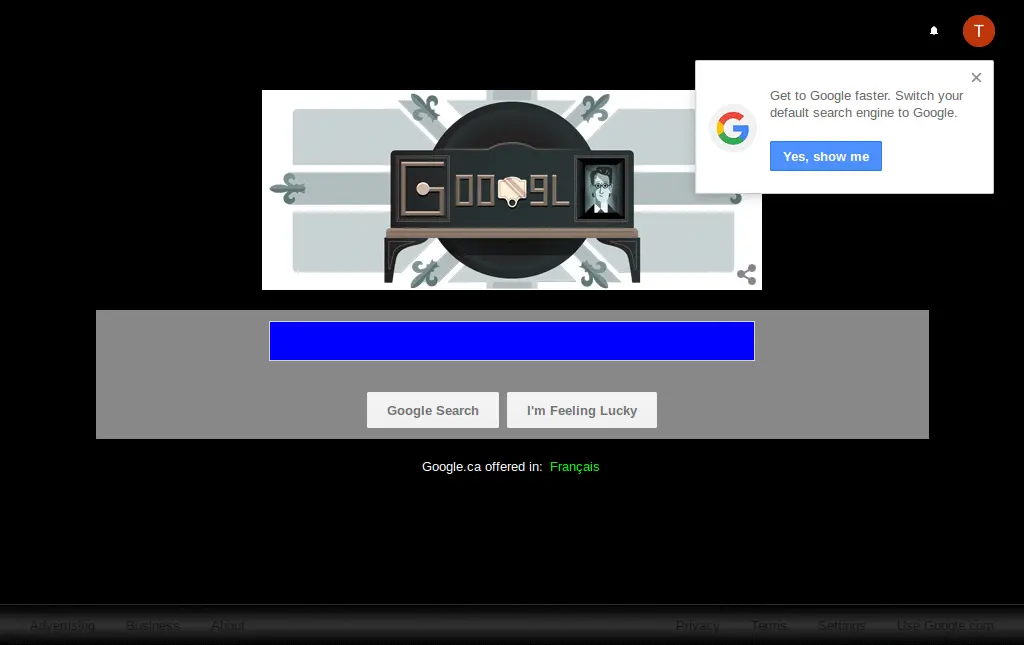 T
Get to Google faster. Switch your
default search engine to Google.
Yes, show me
GOO9L
Google Search
I'm Feeling Lucky
Google.ca offered in: Français
Advertising Business About Privacy Terms Settings Use Google.com